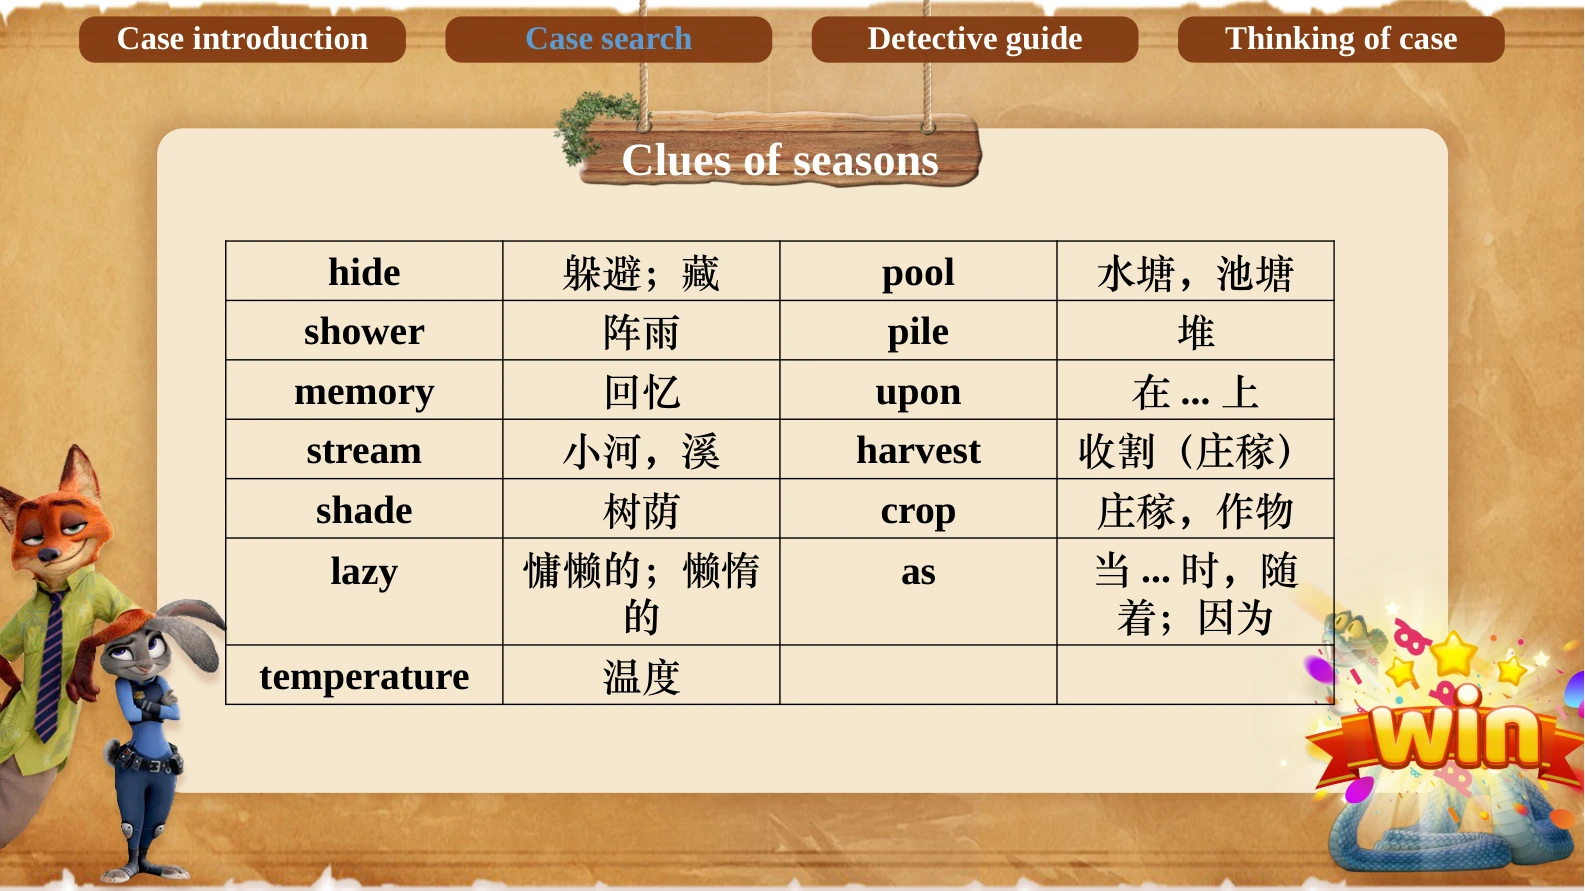 Case introduction
Case search
Detective guide
Thinking of case
Clues of seasons
hide 躲避；藏 pool 水塘，池塘
shower 阵雨 pile 堆
memory 回忆 upon 在 ... 上
stream 小河，溪 harvest 收割（庄稼）
shade 树荫 crop 庄稼，作物
lazy 慵懒的；懒惰 as 当 ... 时，随
的 着；因为
temperature 温度
win